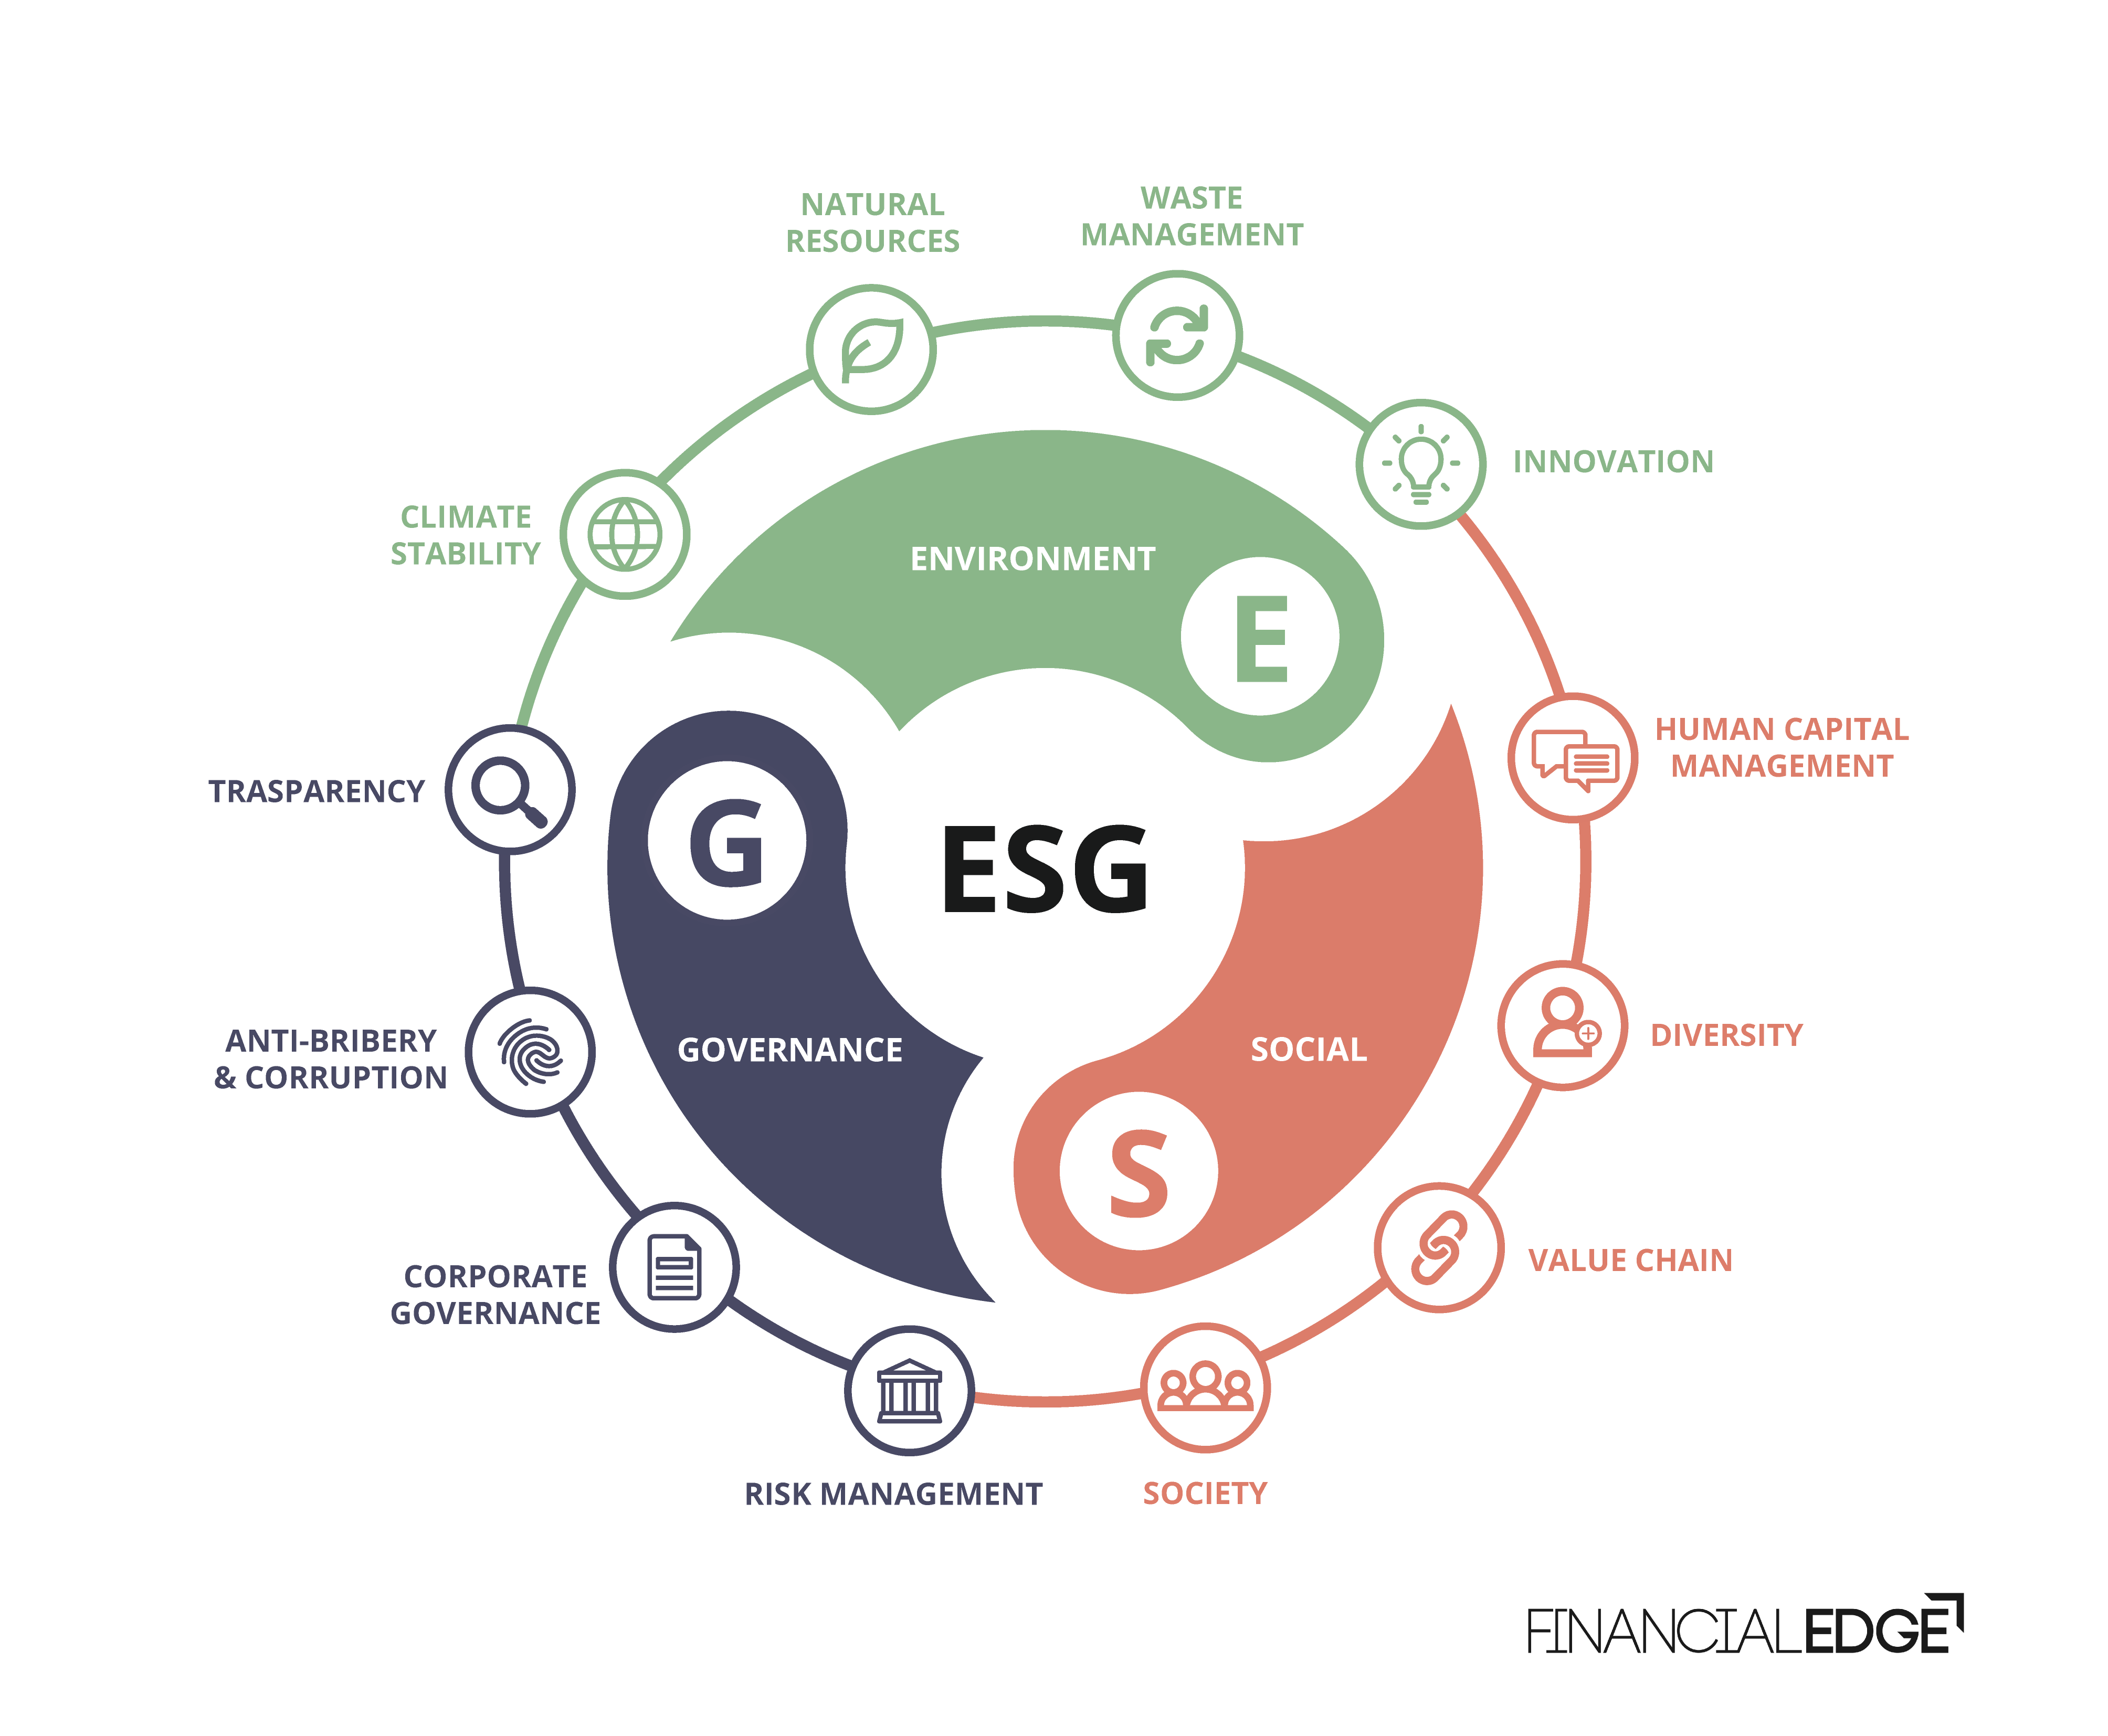 NATURAL
RESOURCES
WASTE
MANAGEMENT
INNOVATION
CLIMATE
STABILITY
ENVIRONMENT
E
HUMAN CAPITAL
MANAGEMENT
TRASPARENCY
G
ESG
ANTI-BRIBERY
& CORRUPTION
GOVERNANCE
SOCIAL
DIVERSITY
S
CORPORATE
GOVERNANCE
VALUE CHAIN
RISK MANAGEMENT
SOCIETY
FINANCIALEDGE